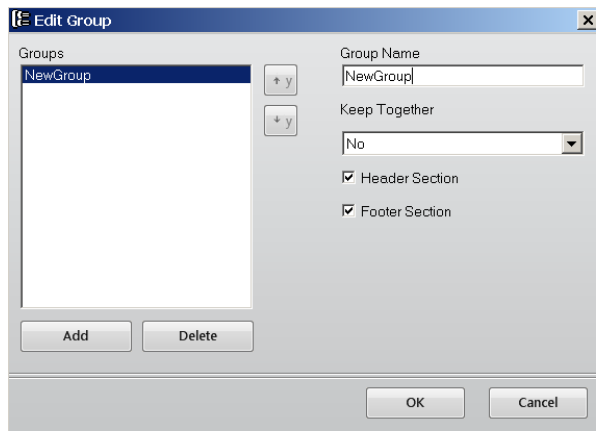 Edit Group
Groups
NewGroup
y
y
Add
Delete
Group Name
NewGroup
Keep Together
No
Header Section
Footer Section
OK
Cancel